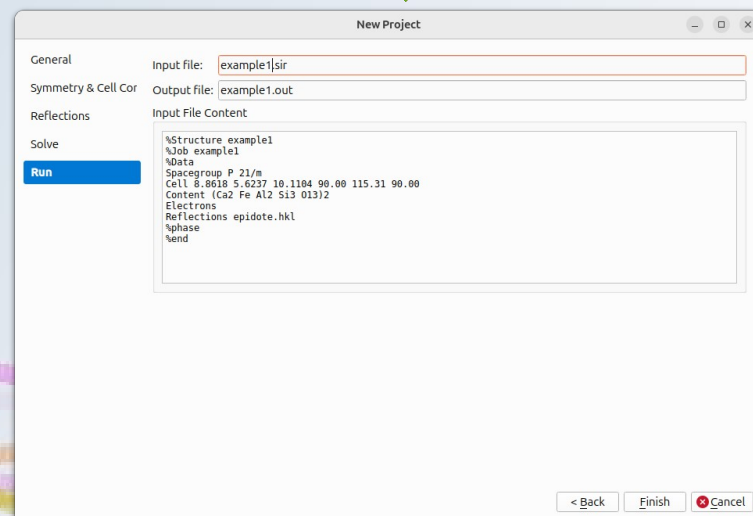 New Project
General
Symmetry & Cell Cor
Reflections
Solve
Run
Input file: example1.sir
Output file: example1.out
Input File Content
%Structure example1
%Job example1
%Data
Spacegroup P 21/m
Cell 8.8618 5.6237 10.1104 90.00 115.31 90.00
Content (Ca2 Fe Al2 Si3 O13)2
Electrons
Reflections epidote.hkl
%phase
%end
< Back
Finish
Cancel